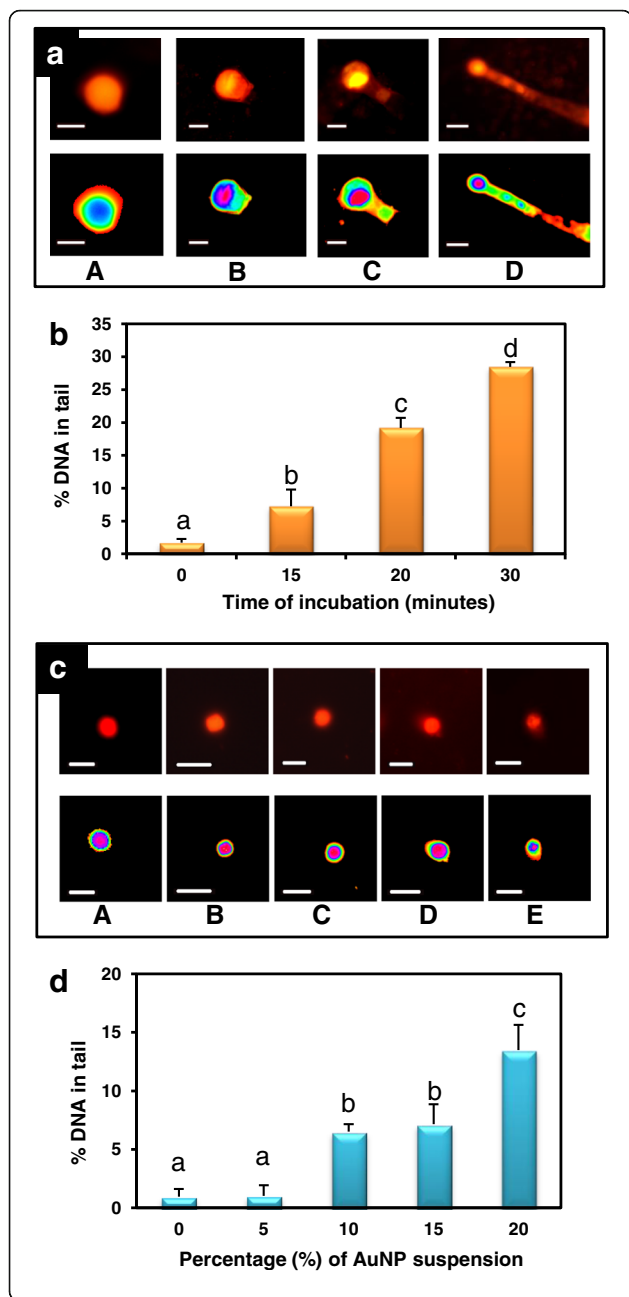 a
A B C D
b
% DNA in tail
35
30
25
20
15
10
5
0
a
b
c
d
0 15 20 30
Time of incubation (minutes)
c
A B C D E
d
% DNA in tail
20
15
10
5
0
a
a
b
b
c
0 5 10 15 20
Percentage (%) of AuNP suspension